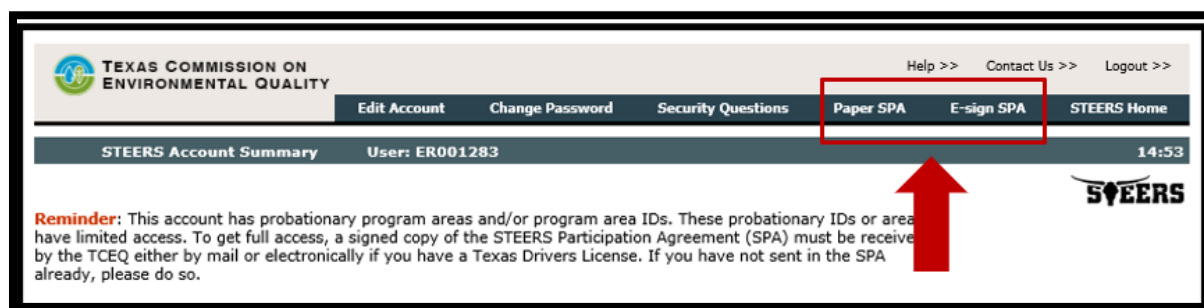 TEXAS COMMISSION ON
ENVIRONMENTAL QUALITY
Help >> Contact Us >> Logout >>
Edit Account Change Password Security Questions Paper SPA E-sign SPA STEERS Home
STEERS Account Summary User: ER001283 14:53
STEERS
Reminder: This account has probationary program areas and/or program area IDs. These probationary IDs or area
have limited access. To get full access, a signed copy of the STEERS Participation Agreement (SPA) must be receive
by the TCEQ either by mail or electronically if you have a Texas Drivers License. If you have not sent in the SPA
already, please do so.